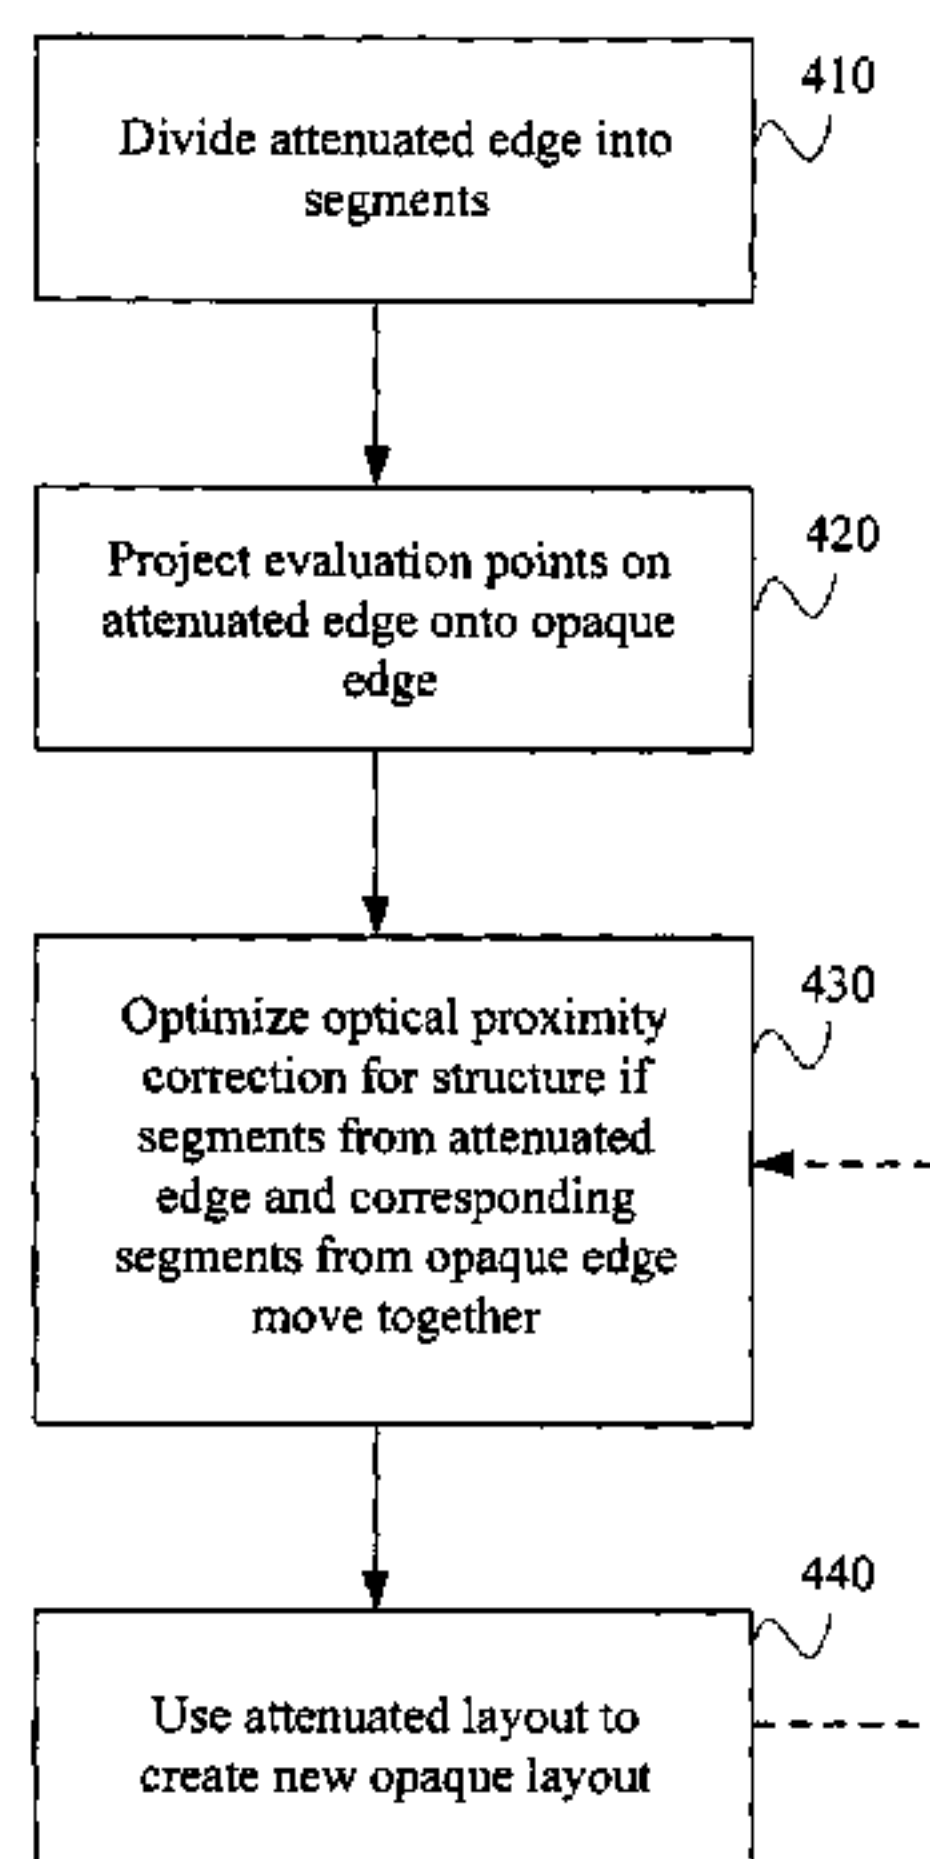 410
Divide attenuated edge into
segments
420
Project evaluation points on
attenuated edge onto opaque
edge
430
Optimize optical proximity
correction for structure if
segments from attenuated
edge and corresponding
segments from opaque edge
move together
440
Use attenuated layout to
create new opaque layout